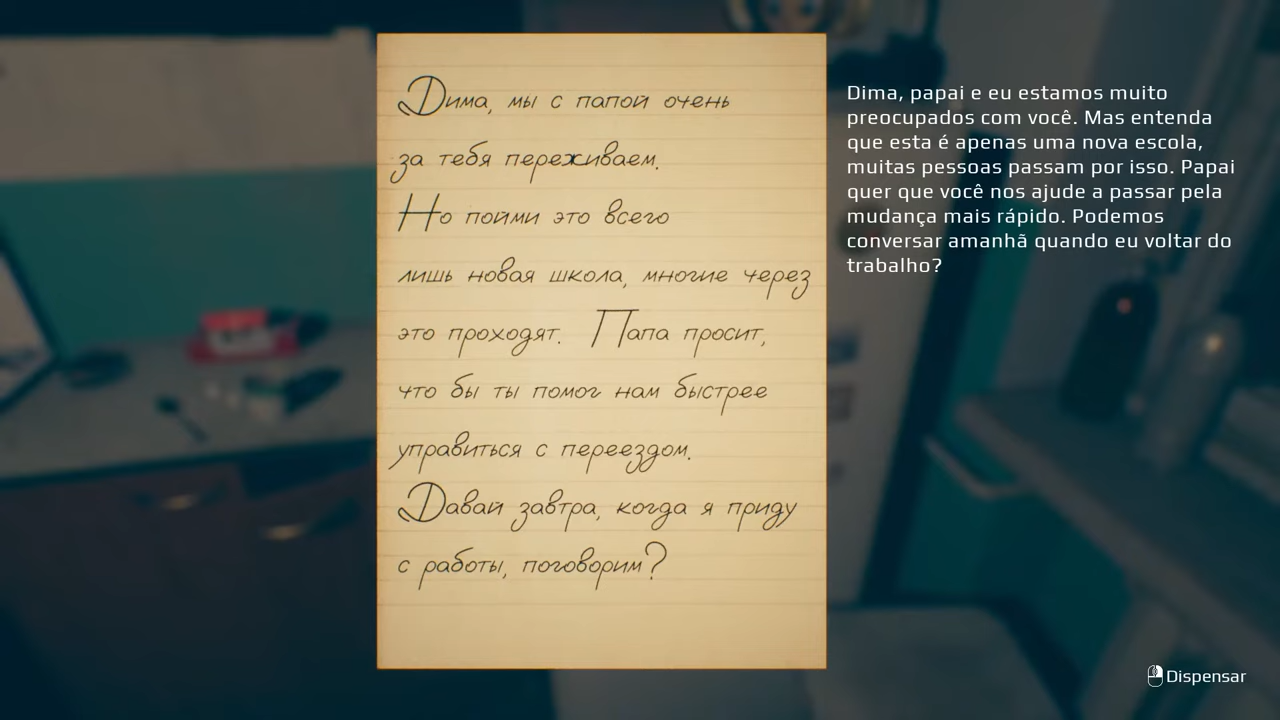 Дима, мы с папой очень
за тебя переживаем.
Но пойми это всего
лишь новая школа, многие через
это проходят. Папа просит,
что бы ты помог нам быстрее
управиться с переездом.
Давай завтра, когда я приду
с работы, поговорим?
Dima, papai e eu estamos muito
preocupados com você. Mas entenda
que esta é apenas uma nova escola,
muitas pessoas passam por isso. Papai
quer que você nos ajude a passar pela
mudança mais rápido. Podemos
conversar amanhã quando eu voltar do
trabalho?
Dispensar